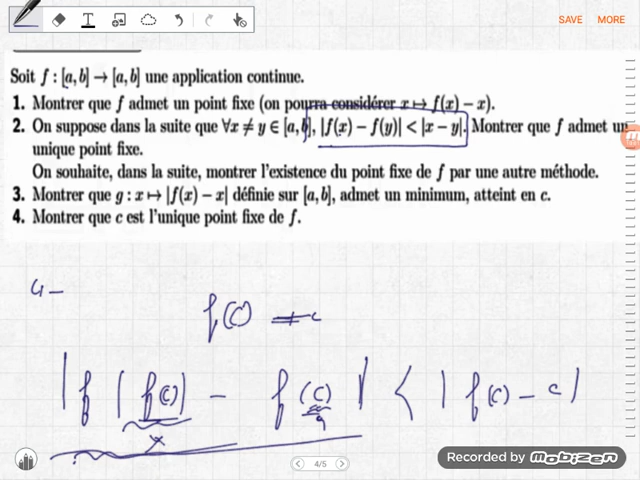 SAVE MORE
Soit f : [a, b] → [a, b] une application continue.
1. Montrer que f admet un point fixe (on pourra considérer x ↦ f(x) − x).
2. On suppose dans la suite que ∀x ≠ y ∈ [a, b], |f(x) − f(y)| < |x − y|. Montrer que f admet un
unique point fixe.
On souhaite, dans la suite, montrer l'existence du point fixe de f par une autre méthode.
3. Montrer que g : x ↦ |f(x) − x| définie sur [a, b], admet un minimum, atteint en c.
4. Montrer que c est l'unique point fixe de f.
4 –
f(c) ≠ c
| f ( f(c) ) – f (c) | < | f(c) – c |
x y
4/5
Recorded by mobizen